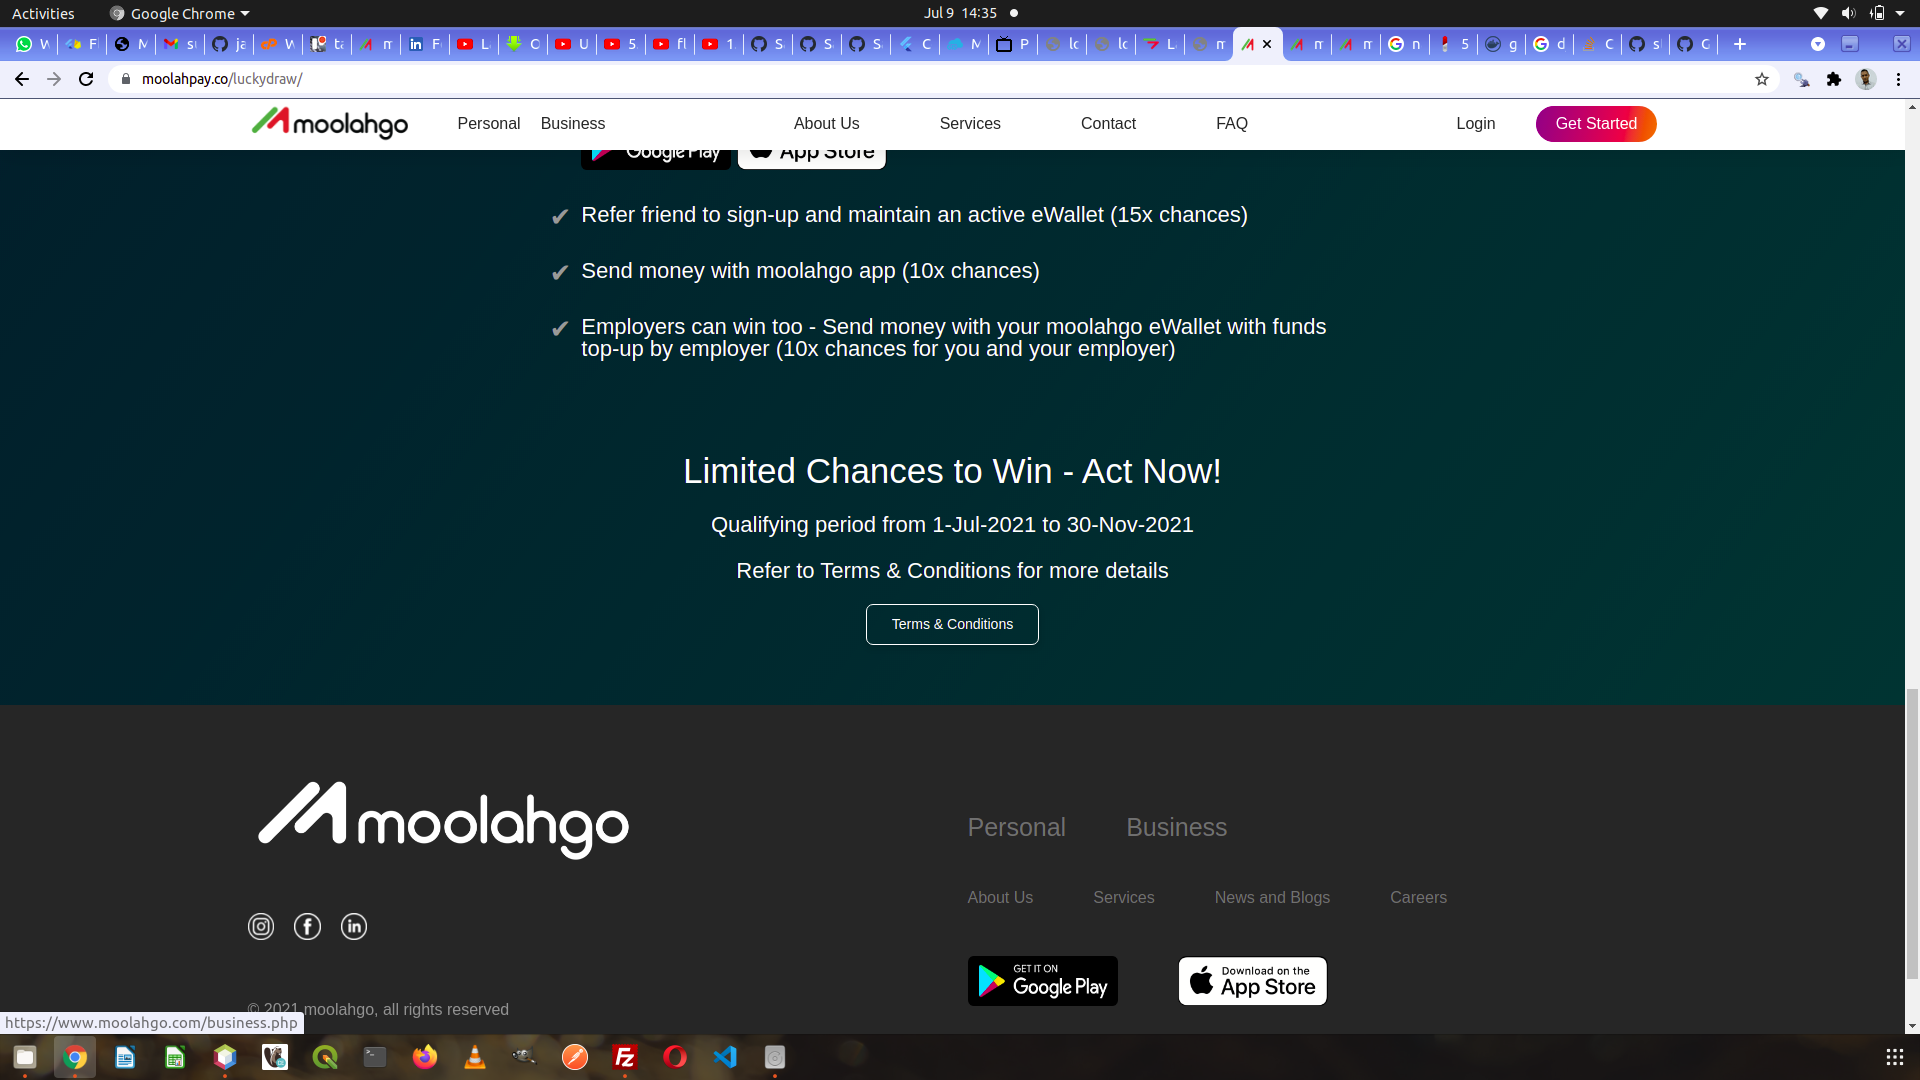 Activities
Google Chrome
Jul 9 14:35
moolahpay.co/luckydraw/
moolahgo
Personal
Business
About Us
Services
Contact
FAQ
Login
Get Started
Google Play
App Store
✔ Refer friend to sign-up and maintain an active eWallet (15x chances)
✔ Send money with moolahgo app (10x chances)
✔ Employers can win too - Send money with your moolahgo eWallet with funds
top-up by employer (10x chances for you and your employer)
Limited Chances to Win - Act Now!
Qualifying period from 1-Jul-2021 to 30-Nov-2021
Refer to Terms & Conditions for more details
Terms & Conditions
moolahgo
Personal
Business
About Us
Services
News and Blogs
Careers
GET IT ON
Google Play
Download on the
App Store
© 2021 moolahgo, all rights reserved
https://www.moolahgo.com/business.php